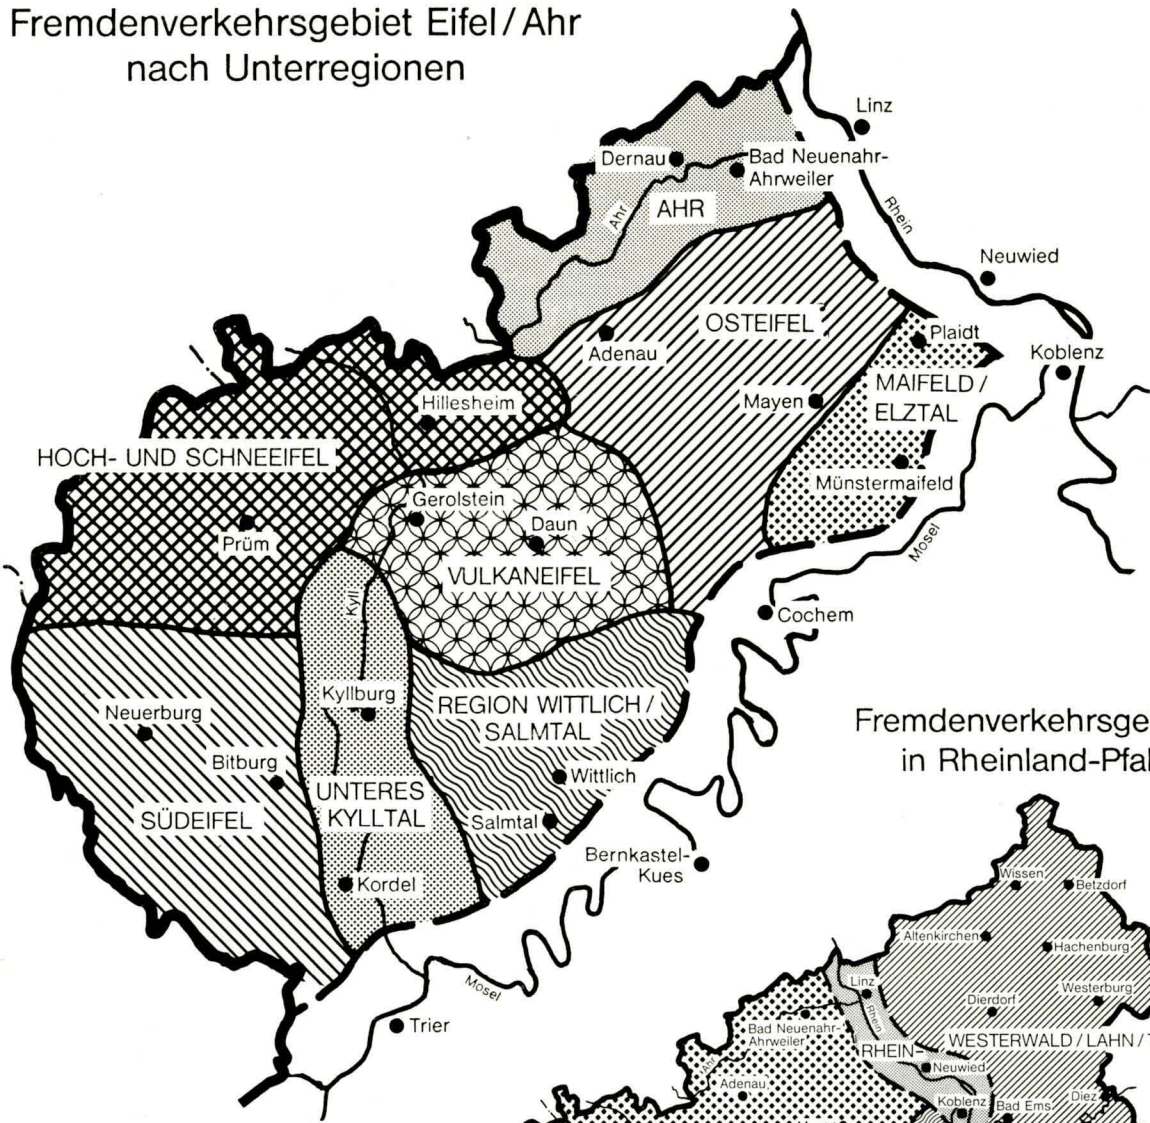 Fremdenverkehrsgebiet Eifel / Ahr
nach Unterregionen
Linz
Dernau
Bad Neuenahr-
Ahrweiler
Ahr
AHR
Rhein
Neuwied
OSTEIFEL
Plaidt
Adenau
Koblenz
MAIFELD /
ELZTAL
Hillesheim
Mayen
HOCH- UND SCHNEEIFEL
Münstermaifeld
Gerolstein
Daun
Prüm
Mosel
VULKANEIFEL
Kyll
Cochem
Kyllburg
REGION WITTLICH /
SALMTAL
Neuerburg
Bitburg
Wittlich
UNTERES
KYLLTAL
SÜDEIFEL
Salmtal
Bernkastel-
Kues
Kordel
Mosel
Trier
Fremdenverkehrsge
in Rheinland-Pfal
Wissen
Betzdorf
Altenkirchen
Hachenburg
Linz
Westerburg
Dierdorf
Rhein
Bad Neuenahr-
Ahrweiler
RHEIN-
WESTERWALD / LAHN / T
Ahr
Neuwied
Adenau
Koblenz
Bad Ems
Diez